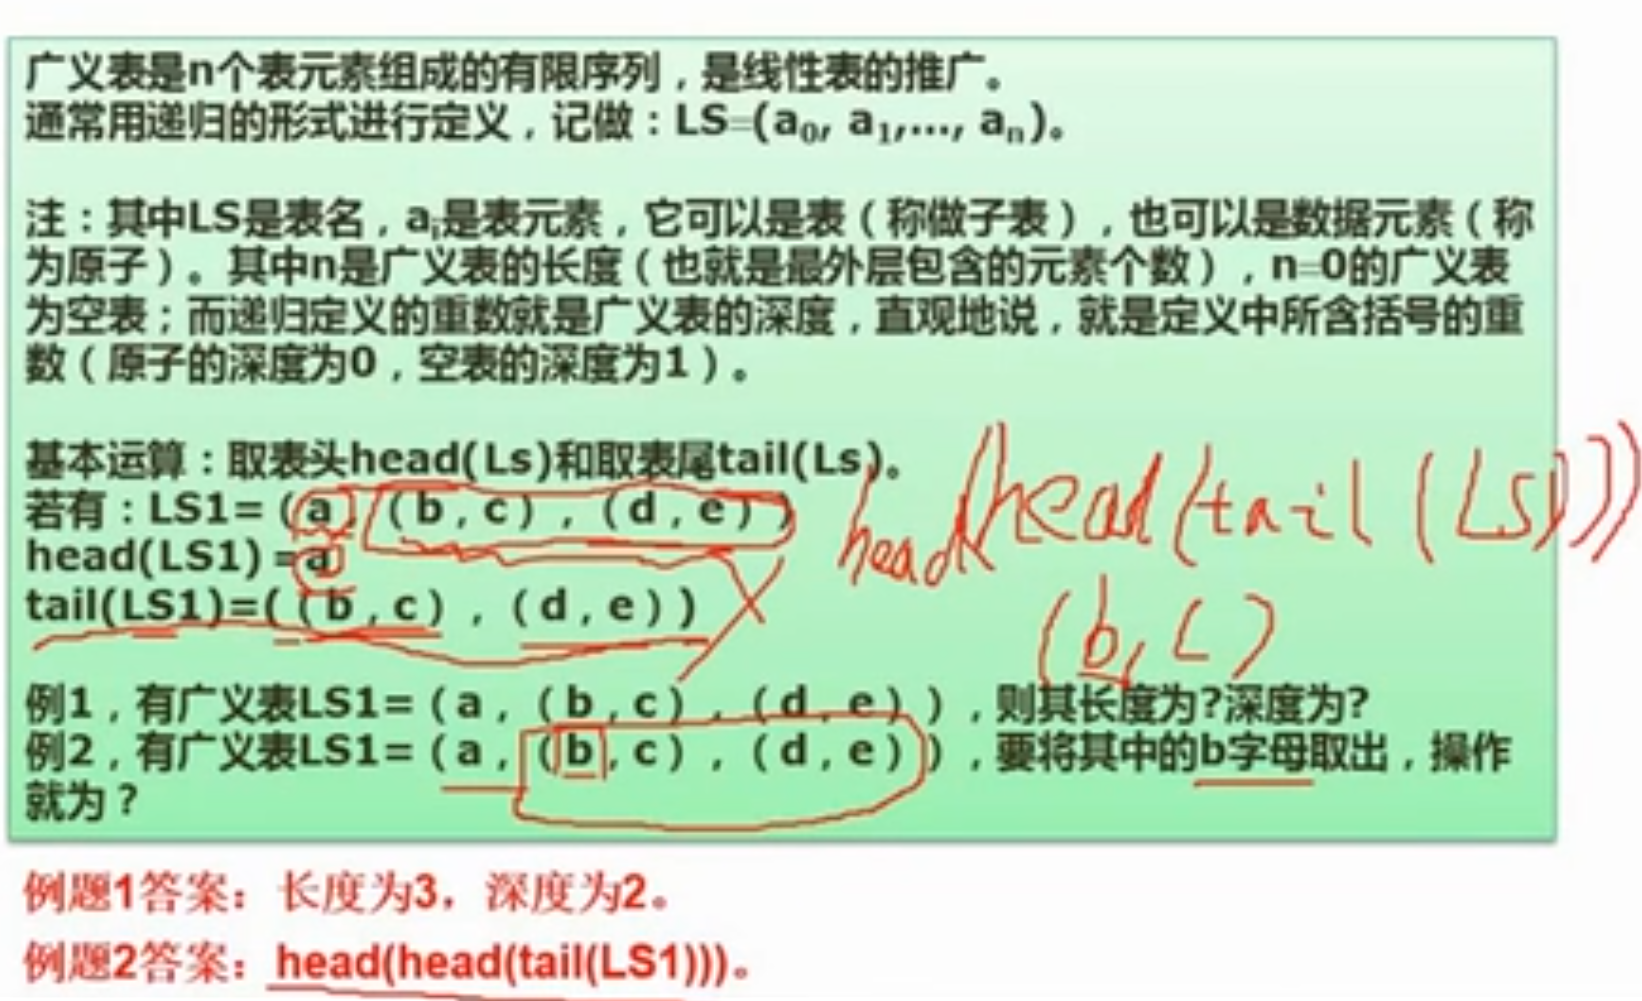 广义表是n个表元素组成的有限序列，是线性表的推广。
通常用递归的形式进行定义，记做：LS=(a₀, a₁,..., aₙ)。
注：其中LS是表名，aᵢ是表元素，它可以是表（称做子表），也可以是数据元素（称
为原子）。其中n是广义表的长度（也就是最外层包含的元素个数），n=0的广义表
为空表；而递归定义的重数就是广义表的深度，直观地说，就是定义中所含括号的重
数（原子的深度为0，空表的深度为1）。
基本运算：取表头head(Ls)和取表尾tail(Ls)。
若有：LS1=（a，（b，c），（d，e））
head(head(tail(LS1)))
head(LS1)=a
tail(LS1)=(（b，c），（d，e）)
(b, c)
例1，有广义表LS1=（a，（b，c），（d，e）），则其长度为?深度为?
例2，有广义表LS1=（a，（b，c），（d，e）），要将其中的b字母取出，操作
就为？
例题1答案：长度为3，深度为2。
例题2答案：head(head(tail(LS1)))。